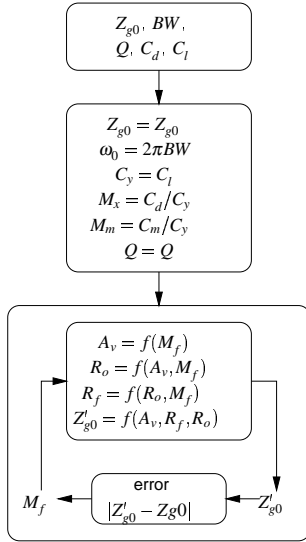 Z_{g0}, BW,
Q, C_d, C_l
Z_{g0} = Z_{g0}
ω_0 = 2πBW
C_y = C_l
M_x = C_d/C_y
M_m = C_m/C_y
Q = Q
A_v = f(M_f)
R_o = f(A_v, M_f)
R_f = f(R_o, M_f)
Z'_{g0} = f(A_v, R_f, R_o)
error
|Z'_{g0} − Zg0|
M_f
Z'_{g0}